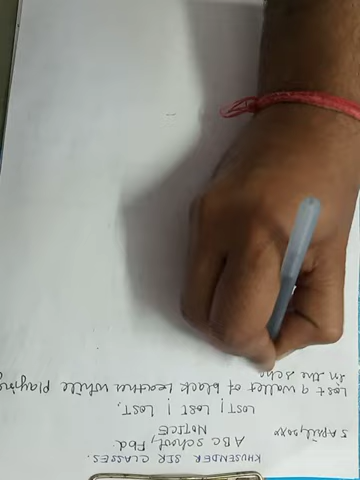 KHUSENDER SIR CLASSES.
ABC school, Fbd
NOTICE
5 April, 20xx
LOST! LOST! LOST.
Lost a wallet of black Leather while Playing
in the scho